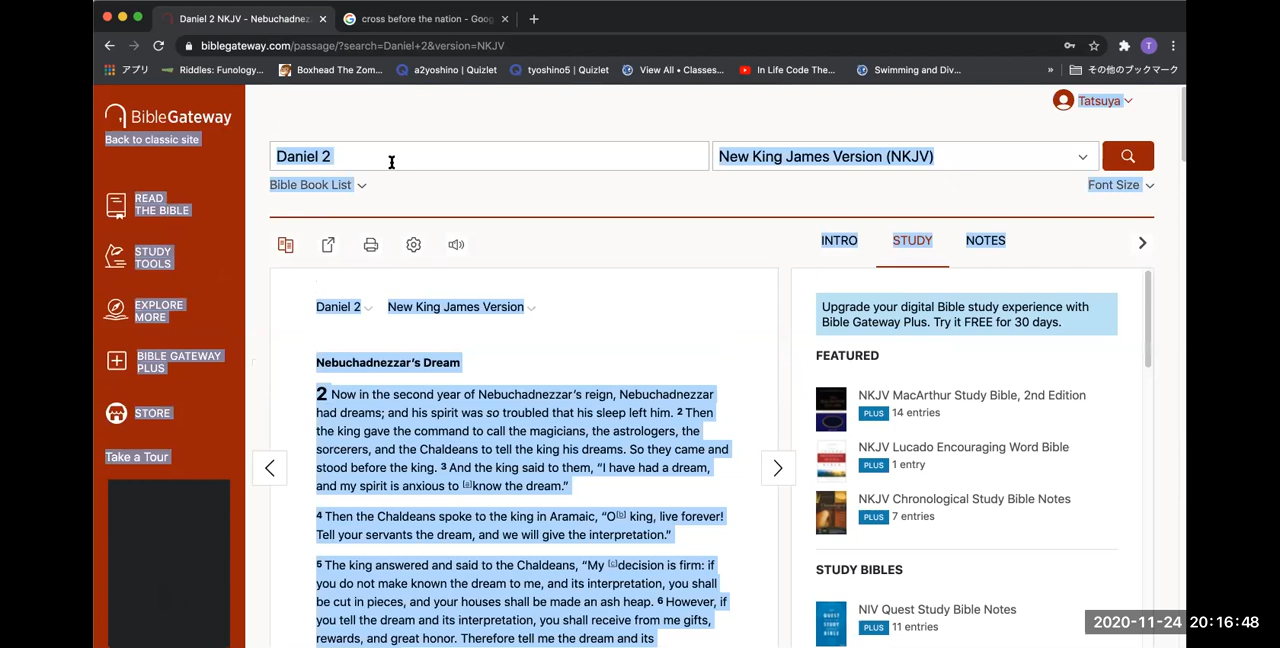 Daniel 2 NKJV - Nebuchadnez
cross before the nation - Goog
biblegateway.com/passage/?search=Daniel+2&version=NKJV
T
アプリ
Riddles: Funology...
Boxhead The Zom...
a2yoshino | Quizlet
tyoshino5 | Quizlet
View All • Classes...
In Life Code The...
Swimming and Div...
»
その他のブックマーク
BibleGateway
Back to classic site
Tatsuya
Daniel 2
New King James Version (NKJV)
Bible Book List
Font Size
READ
THE BIBLE
STUDY
TOOLS
EXPLORE
MORE
BIBLE GATEWAY
PLUS
STORE
Take a Tour
INTRO
STUDY
NOTES
Daniel 2
New King James Version
Nebuchadnezzar's Dream
2 Now in the second year of Nebuchadnezzar's reign, Nebuchadnezzar
had dreams; and his spirit was so troubled that his sleep left him. 2 Then
the king gave the command to call the magicians, the astrologers, the
sorcerers, and the Chaldeans to tell the king his dreams. So they came and
stood before the king. 3 And the king said to them, “I have had a dream,
and my spirit is anxious to [a]know the dream.”
4 Then the Chaldeans spoke to the king in Aramaic, “O[b] king, live forever!
Tell your servants the dream, and we will give the interpretation.”
5 The king answered and said to the Chaldeans, “My [c]decision is firm: if
you do not make known the dream to me, and its interpretation, you shall
be cut in pieces, and your houses shall be made an ash heap. 6 However, if
you tell the dream and its interpretation, you shall receive from me gifts,
rewards, and great honor. Therefore tell me the dream and its
Upgrade your digital Bible study experience with
Bible Gateway Plus. Try it FREE for 30 days.
FEATURED
NKJV MacArthur Study Bible, 2nd Edition
PLUS 14 entries
NKJV Lucado Encouraging Word Bible
PLUS 1 entry
NKJV Chronological Study Bible Notes
PLUS 7 entries
STUDY BIBLES
NIV Quest Study Bible Notes
PLUS 11 entries
2020-11-24 20:16:48